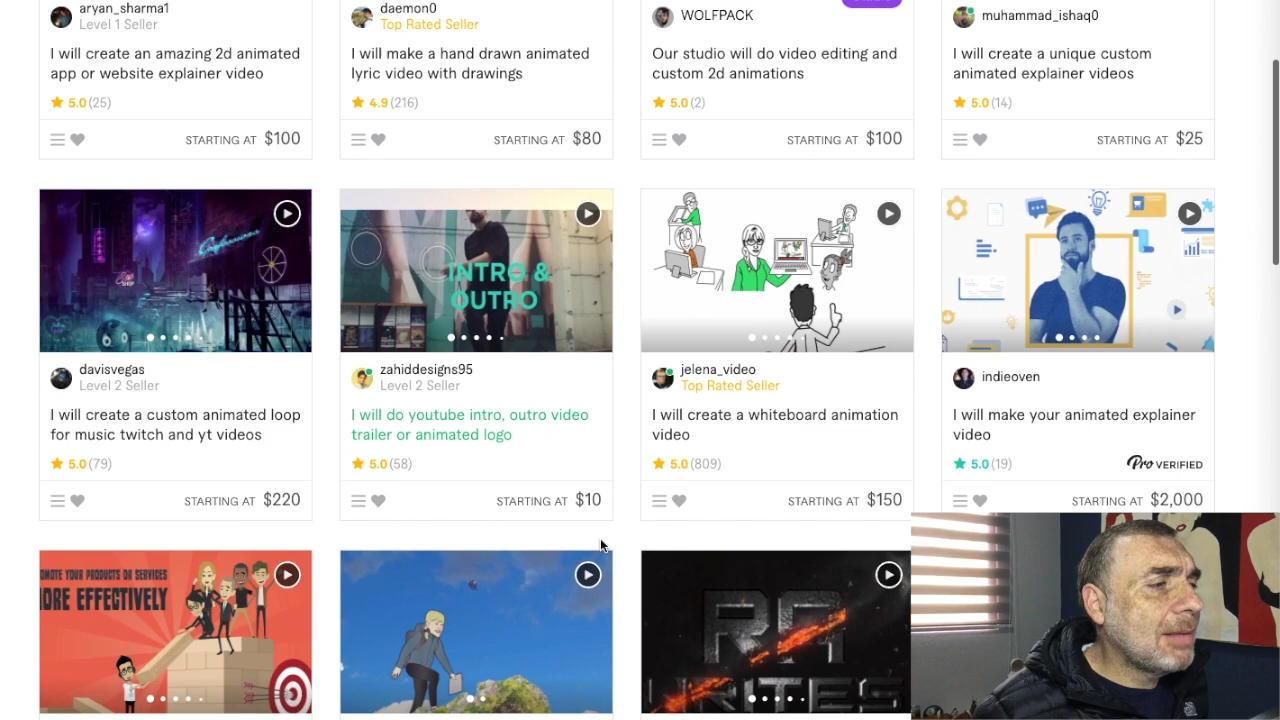 aryan_sharma1
Level 1 Seller
I will create an amazing 2d animated
app or website explainer video
5.0 (25)
STARTING AT $100
daemon0
Top Rated Seller
I will make a hand drawn animated
lyric video with drawings
4.9 (216)
STARTING AT $80
WOLFPACK
Our studio will do video editing and
custom 2d animations
5.0 (2)
STARTING AT $100
muhammad_ishaq0
I will create a unique custom
animated explainer videos
5.0 (14)
STARTING AT $25
davisvegas
Level 2 Seller
I will create a custom animated loop
for music twitch and yt videos
5.0 (79)
STARTING AT $220
INTRO &
OUTRO
zahiddesigns95
Level 2 Seller
I will do youtube intro, outro video
trailer or animated logo
5.0 (58)
STARTING AT $10
jelena_video
Top Rated Seller
I will create a whiteboard animation
video
5.0 (809)
STARTING AT $150
indieoven
I will make your animated explainer
video
5.0 (19)
Pro VERIFIED
STARTING AT $2,000
OMOTE YOUR PRODUCTS OR SERVICES
ORE EFFECTIVELY